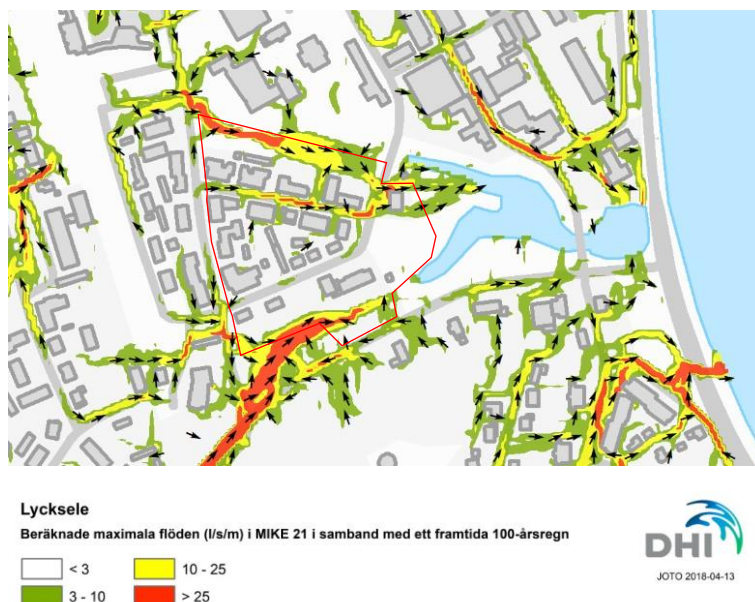 Lycksele
Beräknade maximala flöden (l/s/m) i MIKE 21 i samband med ett framtida 100-årsregn
< 3
10 - 25
3 - 10
> 25
DHI
JOTO 2018-04-13